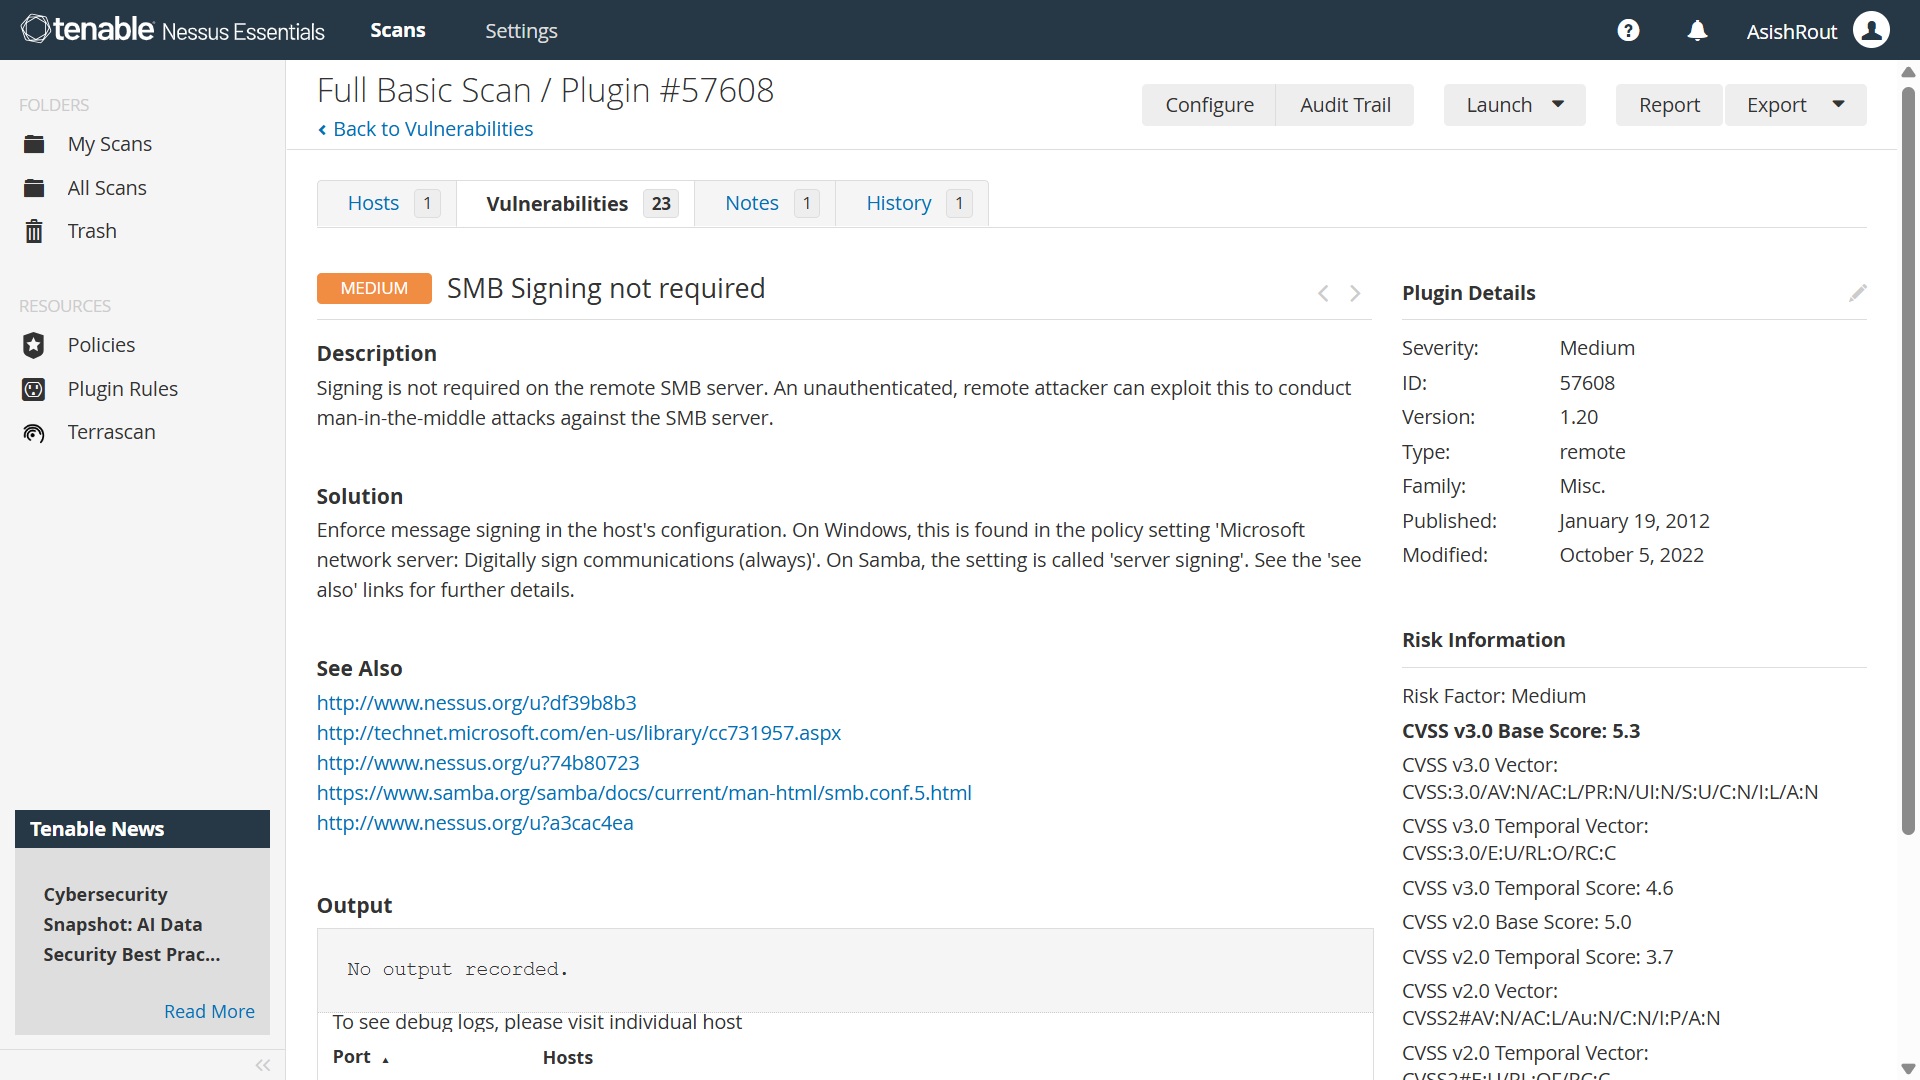 tenable Nessus Essentials
Scans
Settings
AsishRout
FOLDERS
My Scans
All Scans
Trash
RESOURCES
Policies
Plugin Rules
Terrascan
Tenable News
Cybersecurity
Snapshot: AI Data
Security Best Prac...
Read More
Full Basic Scan / Plugin #57608
Back to Vulnerabilities
Configure
Audit Trail
Launch
Report
Export
Hosts 1
Vulnerabilities 23
Notes 1
History 1
MEDIUM SMB Signing not required
Description
Signing is not required on the remote SMB server. An unauthenticated, remote attacker can exploit this to conduct
man-in-the-middle attacks against the SMB server.
Solution
Enforce message signing in the host's configuration. On Windows, this is found in the policy setting 'Microsoft
network server: Digitally sign communications (always)'. On Samba, the setting is called 'server signing'. See the 'see
also' links for further details.
See Also
http://www.nessus.org/u?df39b8b3
http://technet.microsoft.com/en-us/library/cc731957.aspx
http://www.nessus.org/u?74b80723
https://www.samba.org/samba/docs/current/man-html/smb.conf.5.html
http://www.nessus.org/u?a3cac4ea
Output
No output recorded.
To see debug logs, please visit individual host
Port Hosts
Plugin Details
Severity: Medium
ID: 57608
Version: 1.20
Type: remote
Family: Misc.
Published: January 19, 2012
Modified: October 5, 2022
Risk Information
Risk Factor: Medium
CVSS v3.0 Base Score: 5.3
CVSS v3.0 Vector:
CVSS:3.0/AV:N/AC:L/PR:N/UI:N/S:U/C:N/I:L/A:N
CVSS v3.0 Temporal Vector:
CVSS:3.0/E:U/RL:O/RC:C
CVSS v3.0 Temporal Score: 4.6
CVSS v2.0 Base Score: 5.0
CVSS v2.0 Temporal Score: 3.7
CVSS v2.0 Vector:
CVSS2#AV:N/AC:L/Au:N/C:N/I:P/A:N
CVSS v2.0 Temporal Vector:
CVSS2#E:U/RL:OF/RC:C